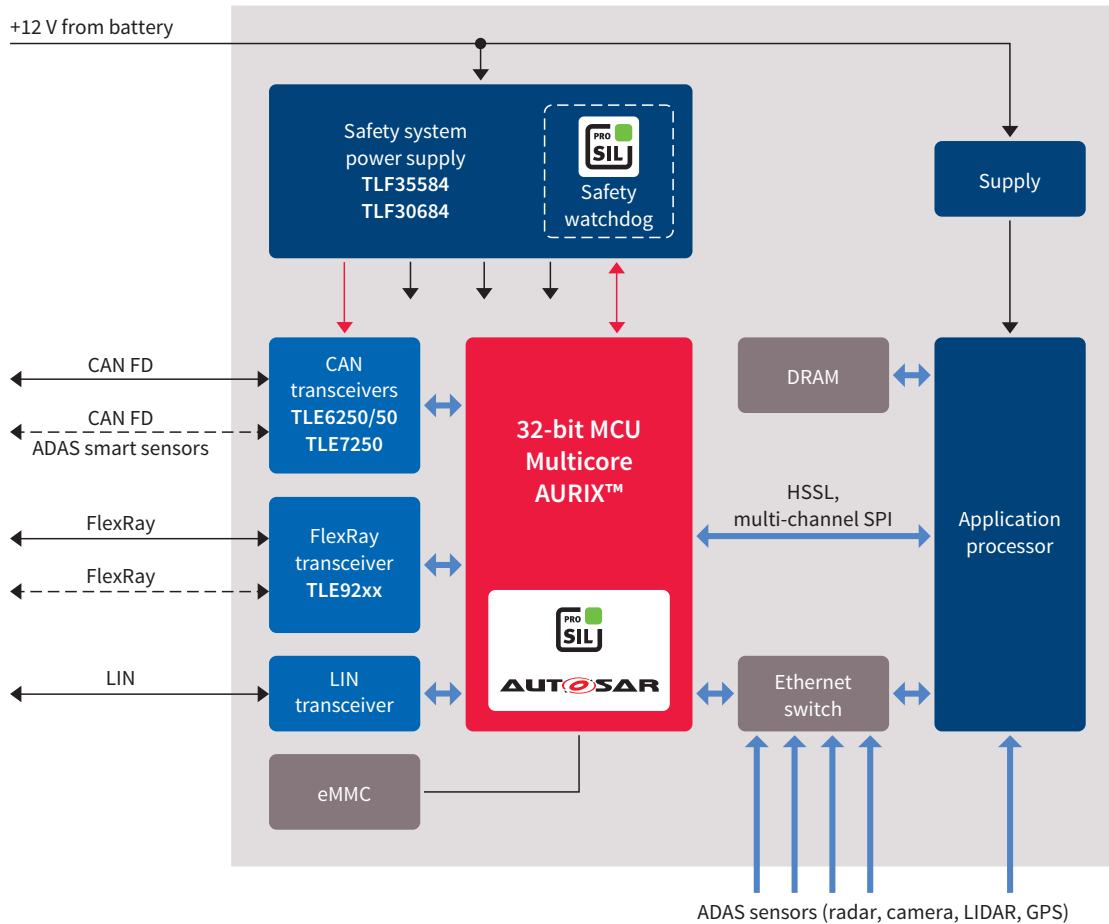 +12 V from battery
Safety system
power supply
TLF35584
TLF30684
PRO
SIL
Safety
watchdog
Supply
CAN FD
CAN FD
ADAS smart sensors
CAN
transceivers
TLE6250/50
TLE7250
32-bit MCU
Multicore
AURIX™
DRAM
HSSL,
multi-channel SPI
Application
processor
FlexRay
FlexRay
FlexRay
transceiver
TLE92xx
PRO
SIL
AUTOSAR
LIN
LIN
transceiver
Ethernet
switch
eMMC
ADAS sensors (radar, camera, LIDAR, GPS)